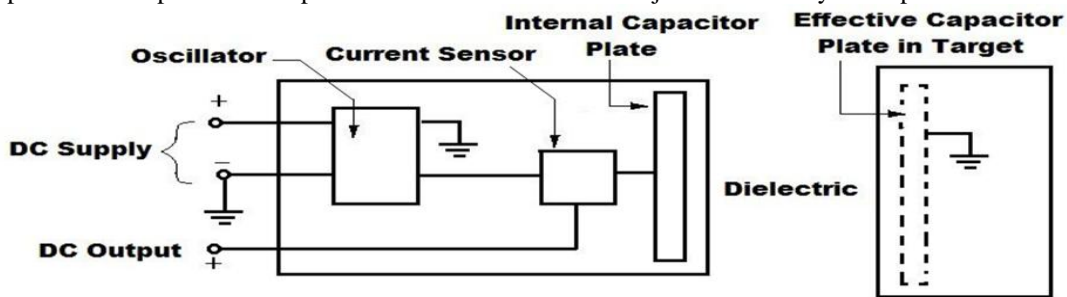 Internal Capacitor
Plate
Effective Capacitor
Plate in Target
Oscillator
Current Sensor
+
DC Supply
–
Dielectric
DC Output
+